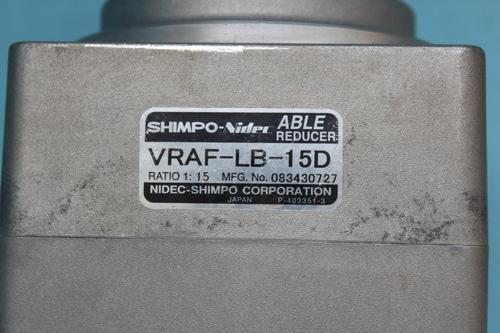 SHIMPO-Nidec ABLE REDUCER
VRAF-LB-15D
RATIO 1:15 MFG. No. 083430727
NIDEC-SHIMPO CORPORATION
JAPAN P-403351-3